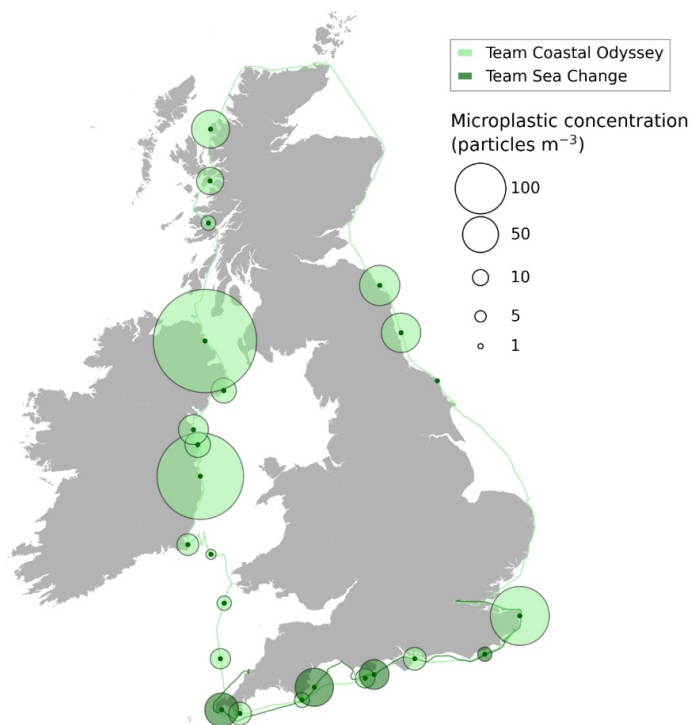 Team Coastal Odyssey
Team Sea Change
Microplastic concentration
(particles m⁻³)
100
50
10
5
1